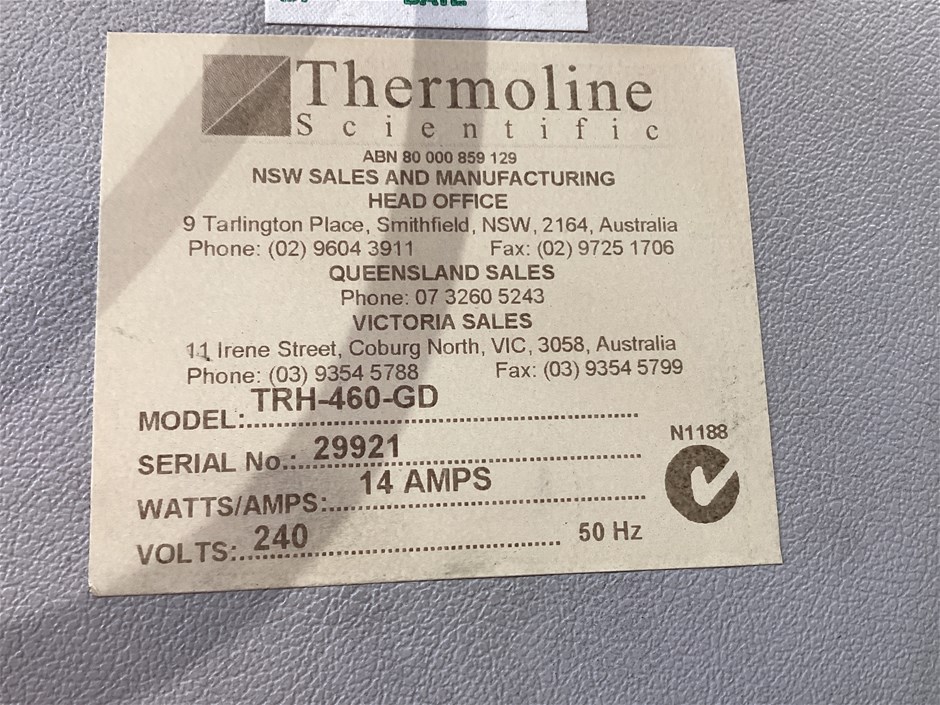 DATE
Thermoline
Scientific
ABN 80 000 859 129
NSW SALES AND MANUFACTURING
HEAD OFFICE
9 Tarlington Place, Smithfield, NSW, 2164, Australia
Phone: (02) 9604 3911 Fax: (02) 9725 1706
QUEENSLAND SALES
Phone: 07 3260 5243
VICTORIA SALES
11 Irene Street, Coburg North, VIC, 3058, Australia
Phone: (03) 9354 5788 Fax: (03) 9354 5799
MODEL: TRH-460-GD
SERIAL No.: 29921
N1188
WATTS/AMPS: 14 AMPS
VOLTS: 240 50 Hz